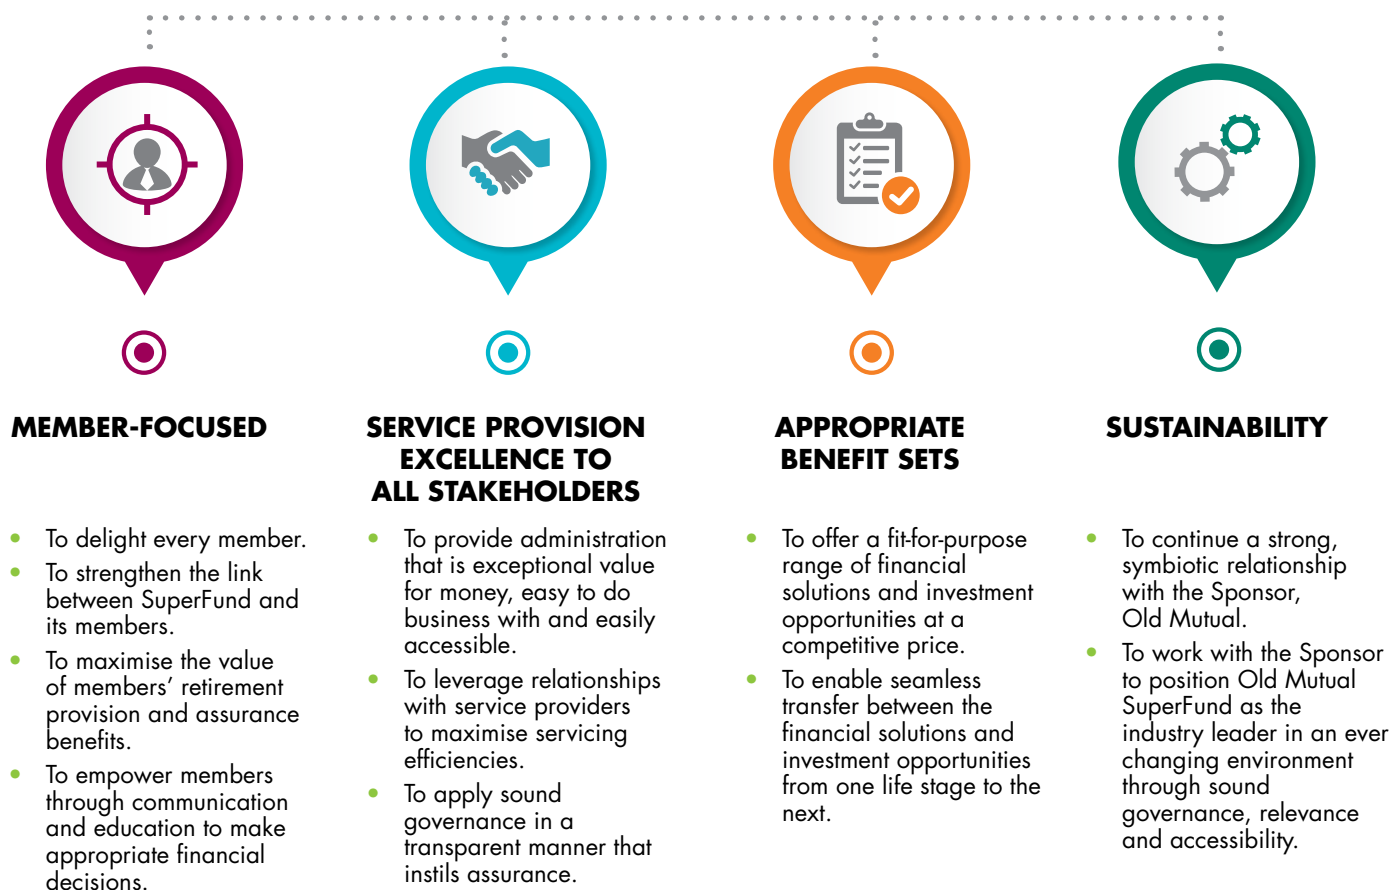 MEMBER-FOCUSED
• To delight every member.
• To strengthen the link
between SuperFund and
its members.
• To maximise the value
of members’ retirement
provision and assurance
benefits.
• To empower members
through communication
and education to make
appropriate financial
decisions.
SERVICE PROVISION
EXCELLENCE TO
ALL STAKEHOLDERS
• To provide administration
that is exceptional value
for money, easy to do
business with and easily
accessible.
• To leverage relationships
with service providers
to maximise servicing
efficiencies.
• To apply sound
governance in a
transparent manner that
instils assurance.
APPROPRIATE
BENEFIT SETS
• To offer a fit-for-purpose
range of financial
solutions and investment
opportunities at a
competitive price.
• To enable seamless
transfer between the
financial solutions and
investment opportunities
from one life stage to the
next.
SUSTAINABILITY
• To continue a strong,
symbiotic relationship
with the Sponsor,
Old Mutual.
• To work with the Sponsor
to position Old Mutual
SuperFund as the
industry leader in an ever
changing environment
through sound
governance, relevance
and accessibility.